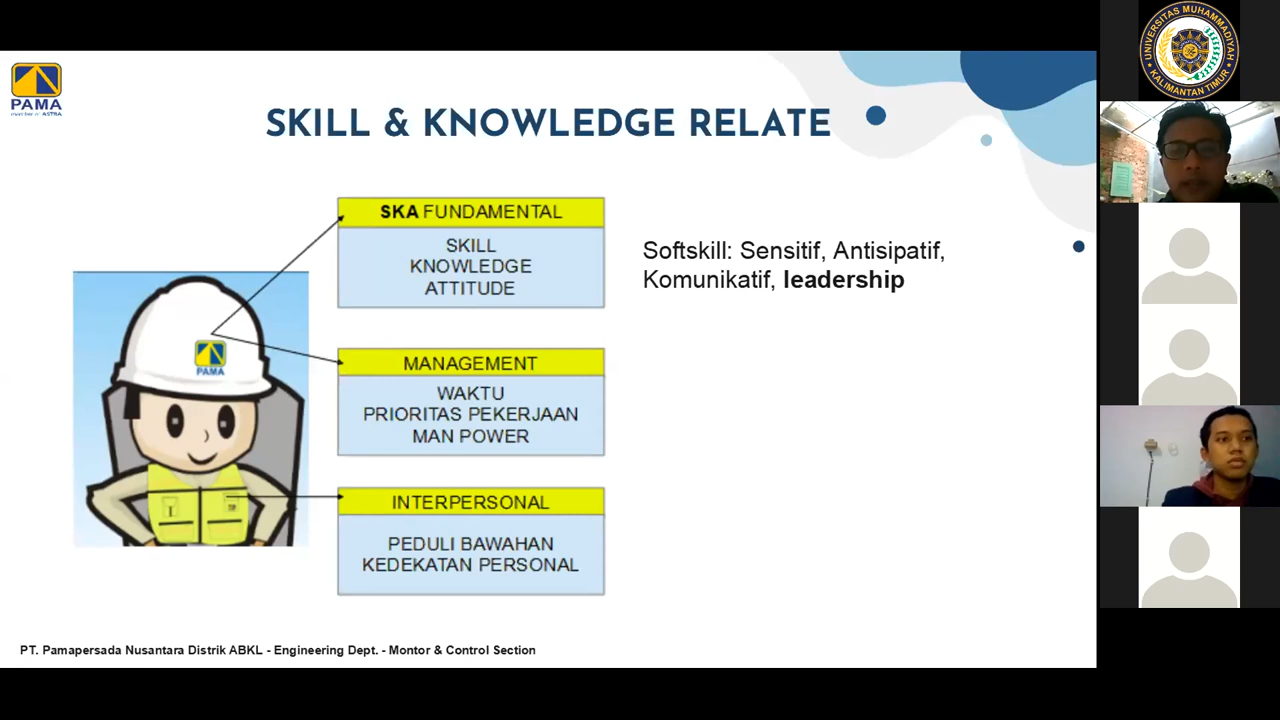 PAMA
member of ASTRA
SKILL & KNOWLEDGE RELATE
SKA FUNDAMENTAL
SKILL
KNOWLEDGE
ATTITUDE
Softskill: Sensitif, Antisipatif,
Komunikatif, leadership
PAMA
MANAGEMENT
WAKTU
PRIORITAS PEKERJAAN
MAN POWER
INTERPERSONAL
PEDULI BAWAHAN
KEDEKATAN PERSONAL
PT. Pamapersada Nusantara Distrik ABKL - Engineering Dept. - Montor & Control Section
UNIVERSITAS MUHAMMADIYAH
KALIMANTAN TIMUR